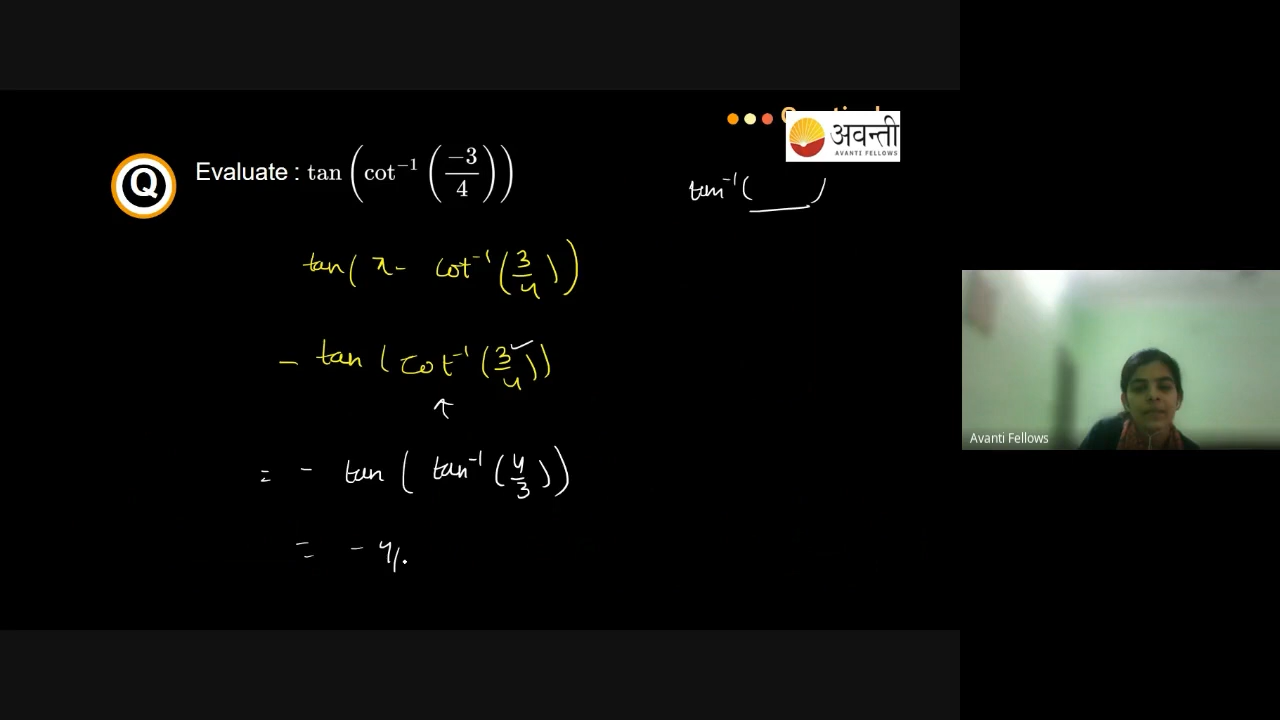 अवन्ती
AVANTI FELLOWS
Q Evaluate : tan(cot⁻¹(-3/4))
tan⁻¹(___)
tan(π- cot⁻¹(3/4))
- tan(cot⁻¹(3/4))
= - tan(tan⁻¹(4/3))
= - 4/
Avanti Fellows